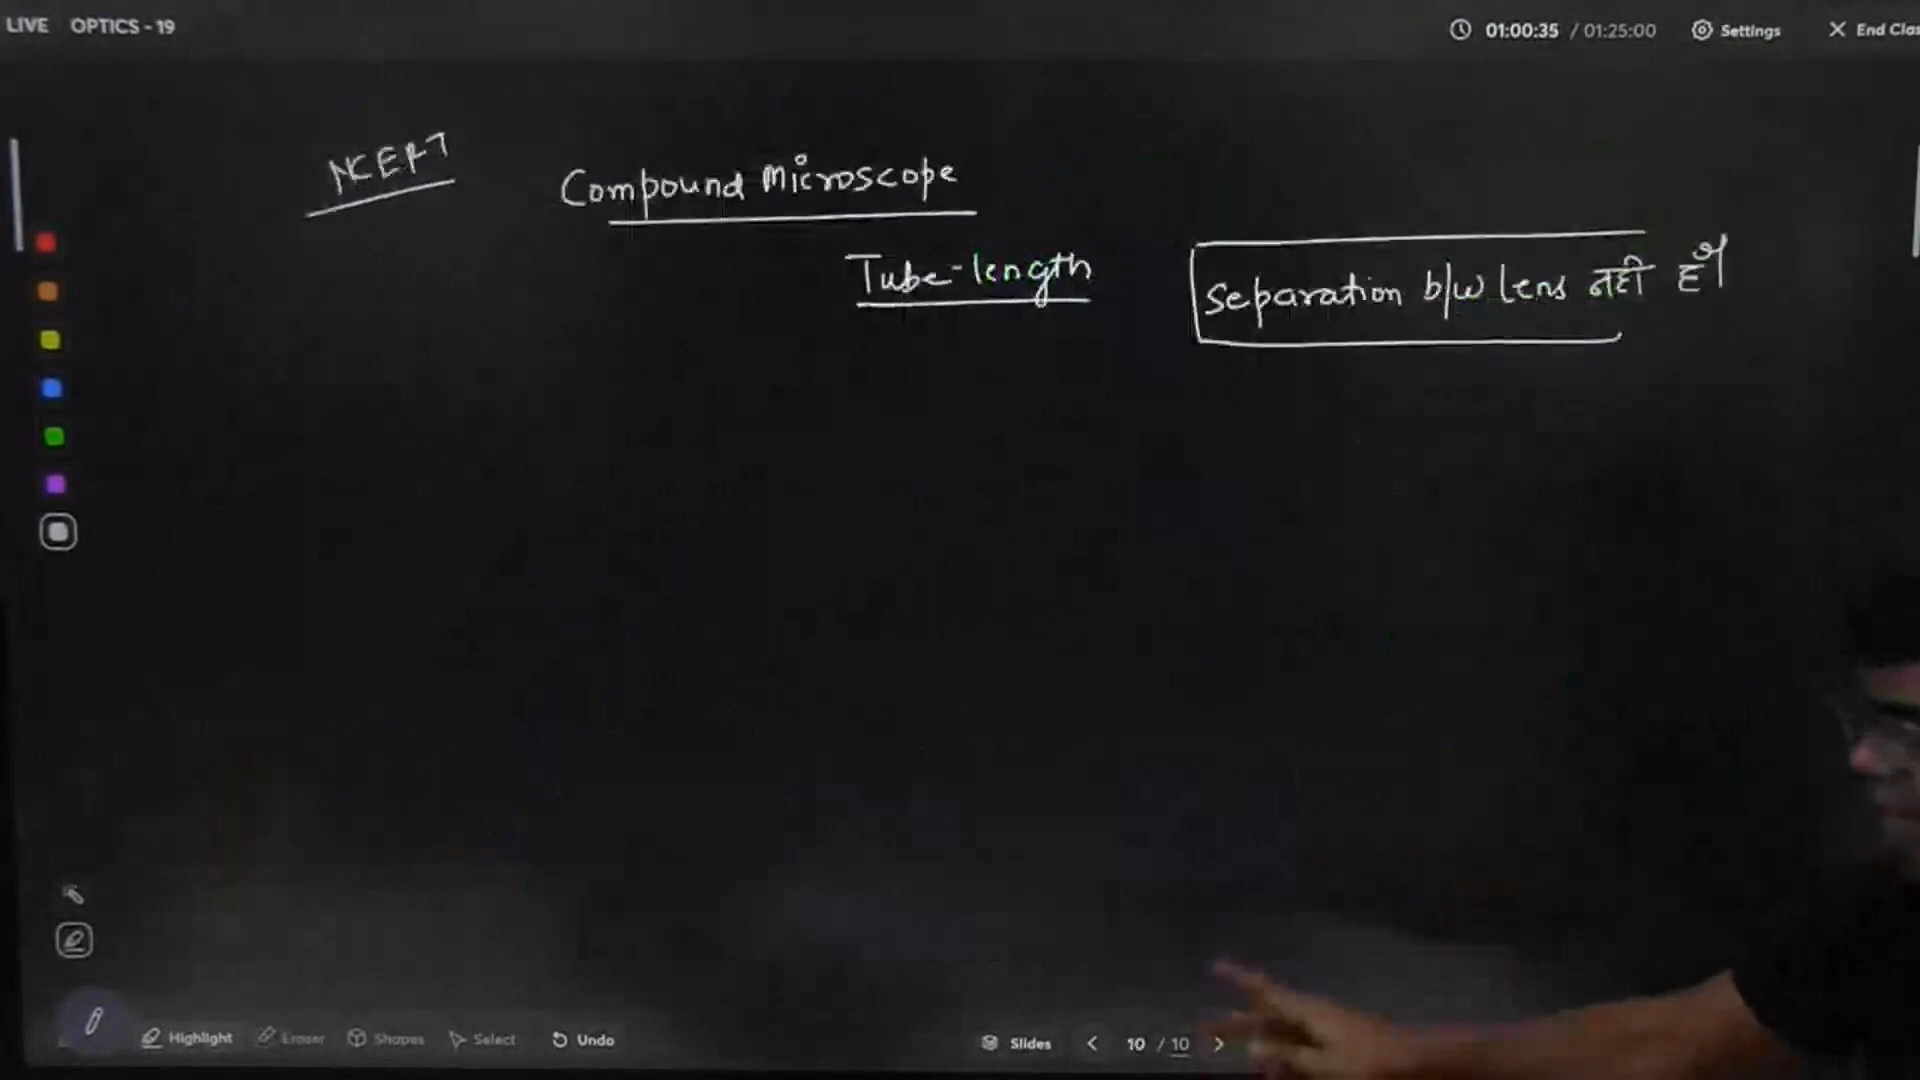 LIVE OPTICS - 19
01:00:35 / 01:25:00 Settings End Clas
NCERT
Compound Microscope
Tube-length
Separation b/w lens नही है
Highlight Eraser Shapes Select Undo
Slides 10 / 10